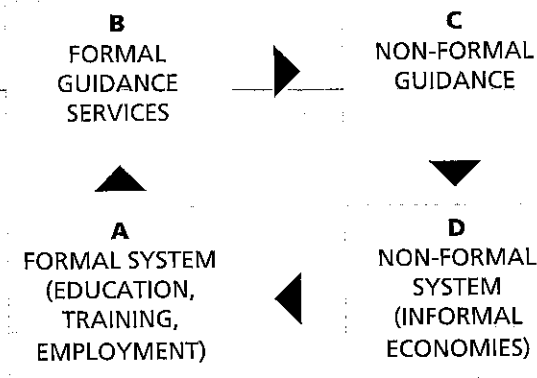 B
FORMAL
GUIDANCE
SERVICES
C
NON-FORMAL
GUIDANCE
A
FORMAL SYSTEM
(EDUCATION,
TRAINING,
EMPLOYMENT)
D
NON-FORMAL
SYSTEM
(INFORMAL
ECONOMIES)